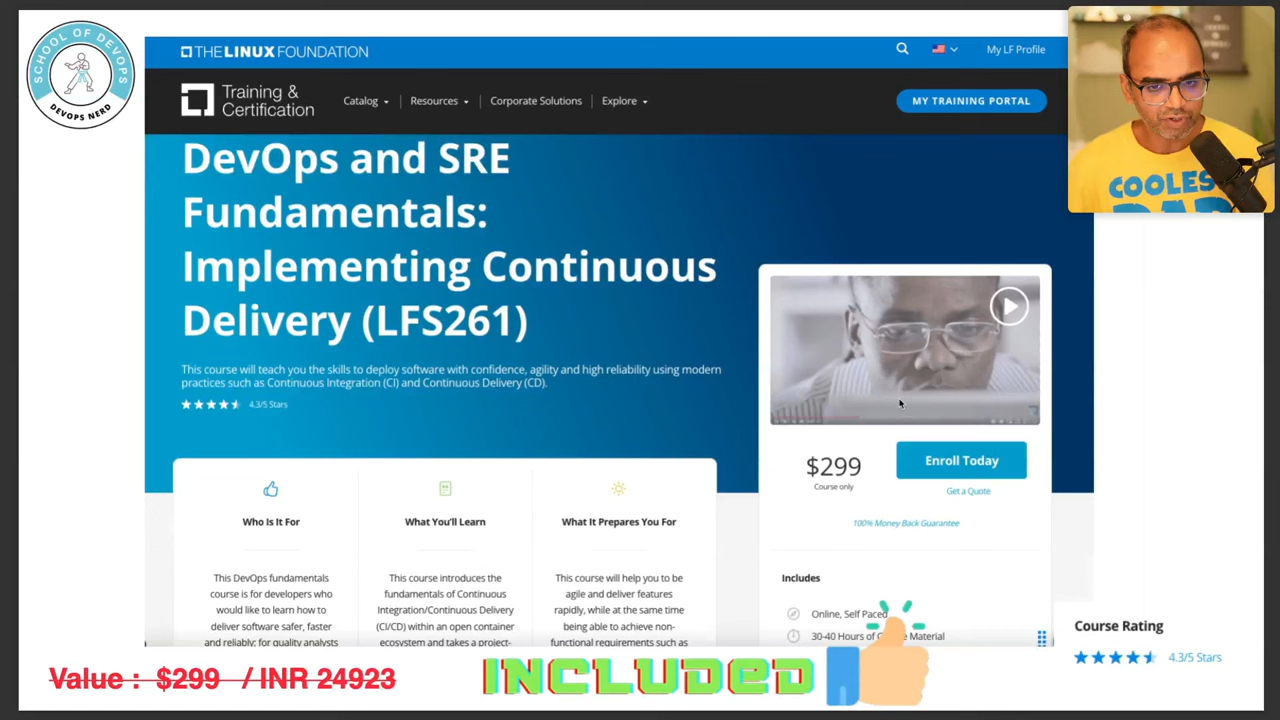 SCHOOL OF DEVOPS
DEVOPS NERD
THE LINUX FOUNDATION
My LF Profile
Training &
Certification
Catalog
Resources
Corporate Solutions
Explore
MY TRAINING PORTAL
COOLES
DAD
DevOps and SRE
Fundamentals:
Implementing Continuous
Delivery (LFS261)
This course will teach you the skills to deploy software with confidence, agility and high reliability using modern
practices such as Continuous Integration (CI) and Continuous Delivery (CD).
4.3/5 Stars
$299
Course only
Enroll Today
Get a Quote
100% Money Back Guarantee
Who Is It For
What You'll Learn
What It Prepares You For
This DevOps fundamentals
course is for developers who
would like to learn how to
deliver software safer, faster
and reliably; for quality analysts
This course introduces the
fundamentals of Continuous
Integration/Continuous Delivery
(CI/CD) within an open container
ecosystem and takes a project-
This course will help you to be
agile and deliver features
rapidly, while at the same time
being able to achieve non-
functional requirements such as
Includes
Online, Self Paced
30-40 Hours of Material
Course Rating
4.3/5 Stars
Value : $299 / INR 24923
INCLUDED